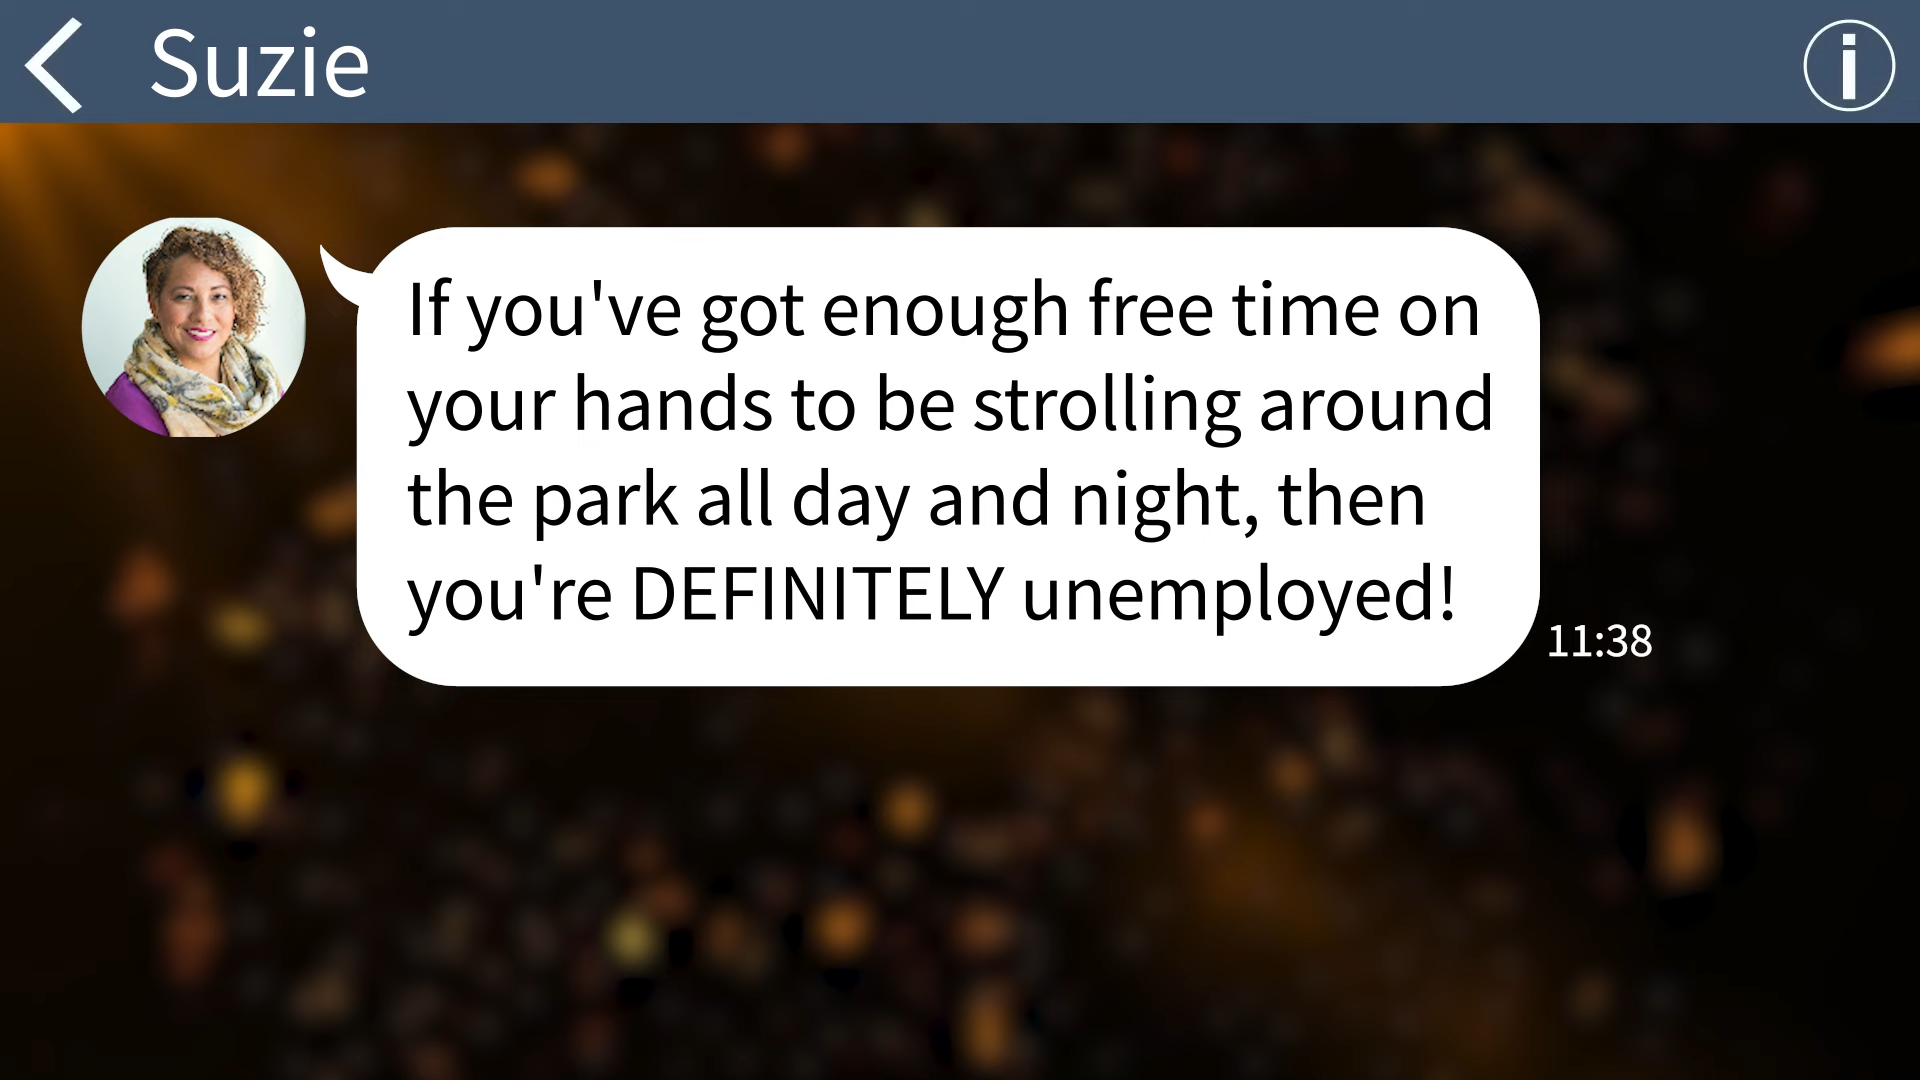 Suzie
If you've got enough free time on
your hands to be strolling around
the park all day and night, then
you're DEFINITELY unemployed!
11:38